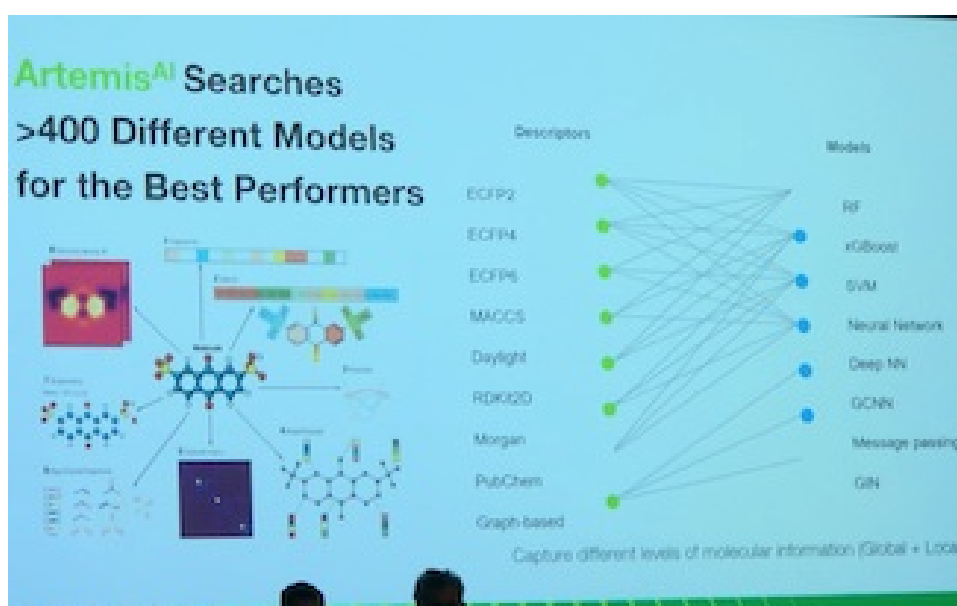 Artemis^AI Searches
>400 Different Models
for the Best Performers
Descriptors
ECFP2
ECFP4
ECFP6
MACCS
Daylight
RDKit2D
Morgan
PubChem
Graph-based
Models
RF
xGBoost
SVM
Neural Network
Deep NN
GCNN
Message passing
GIN
Capture different levels of molecular information (Global + Loca